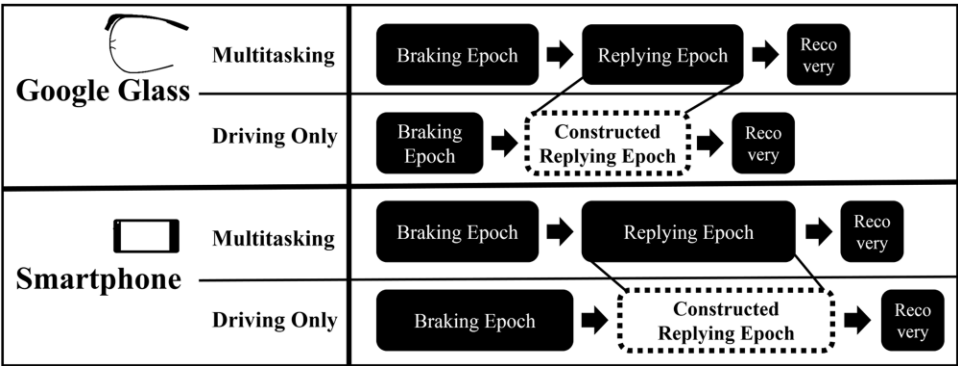 Google Glass
Multitasking
Braking Epoch
Replying Epoch
Reco
very
Driving Only
Braking
Epoch
Constructed
Replying Epoch
Reco
very
Smartphone
Multitasking
Braking Epoch
Replying Epoch
Reco
very
Driving Only
Braking Epoch
Constructed
Replying Epoch
Reco
very